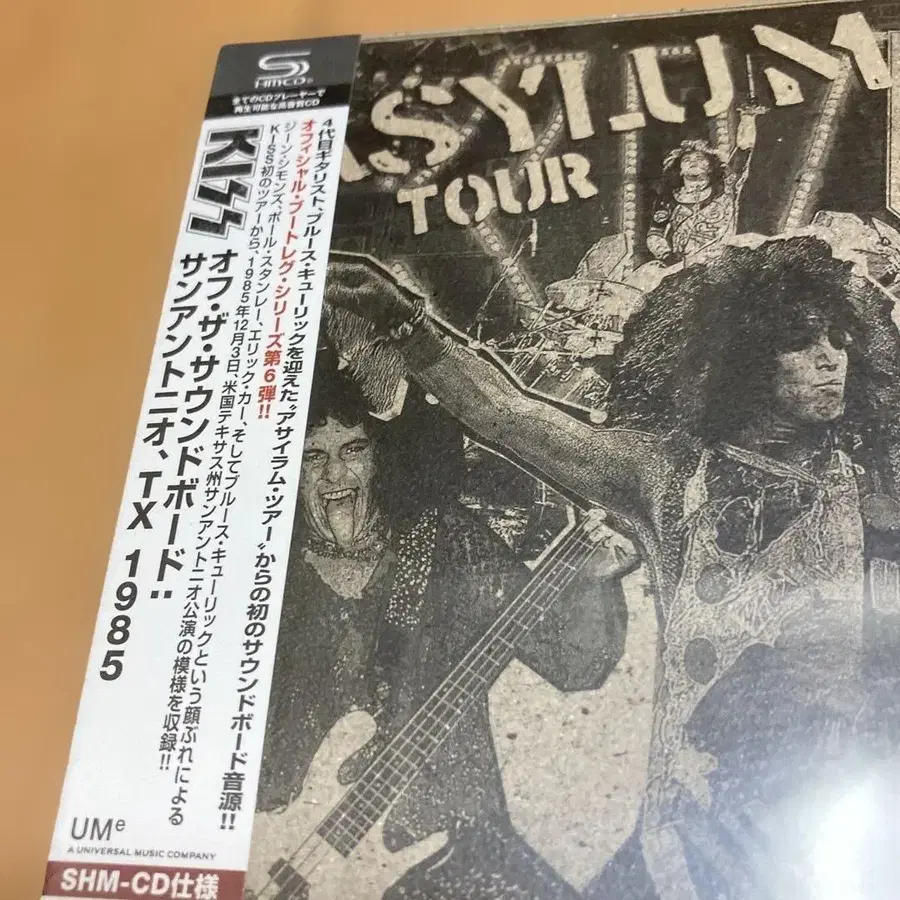 SHMCD
全てのCDプレーヤーで
再生可能な高音質CD
KISS
オフ・ザ・サウンドボード:
サンアントニオ、TX 1985
4代目ギタリスト、ブルース・キューリックを迎えた“アサイラム・ツアー”からの初のサウンドボード音源!!
オフィシャル・ブートレグ・シリーズ第6弾!!
ジーン・シモンズ、ポール・スタンレー、エリック・カー、そしてブルース・キューリックという顔ぶれによる
KISS初のツアーから、1985年12月3日、米国テキサス州サンアントニオ公演の模様を収録!!
UMe
A UNIVERSAL MUSIC COMPANY
SHM-CD仕様
ASYLUM
TOUR